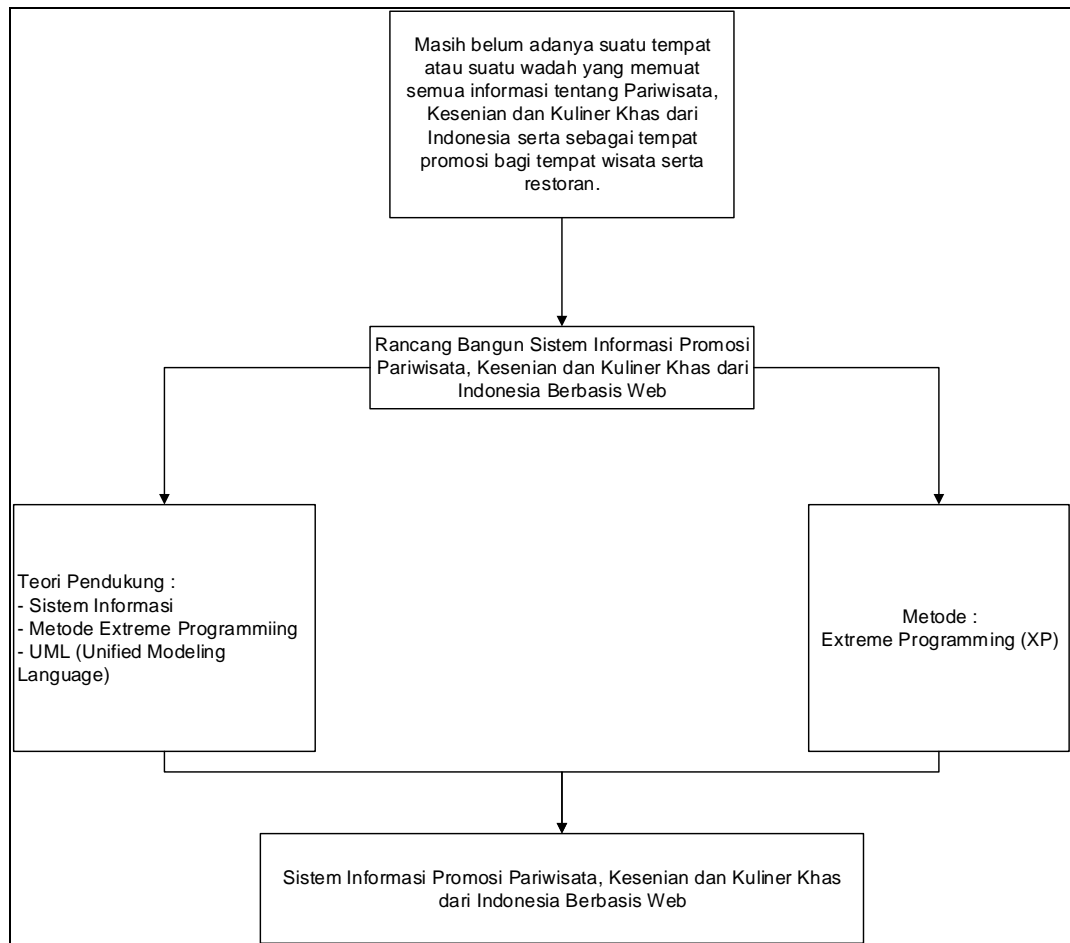 Masih belum adanya suatu tempat
atau suatu wadah yang memuat
semua informasi tentang Pariwisata,
Kesenian dan Kuliner Khas dari
Indonesia serta sebagai tempat
promosi bagi tempat wisata serta
restoran.
Rancang Bangun Sistem Informasi Promosi
Pariwisata, Kesenian dan Kuliner Khas dari
Indonesia Berbasis Web
Teori Pendukung :
- Sistem Informasi
- Metode Extreme Programmiing
- UML (Unified Modeling
Language)
Metode :
Extreme Programming (XP)
Sistem Informasi Promosi Pariwisata, Kesenian dan Kuliner Khas
dari Indonesia Berbasis Web